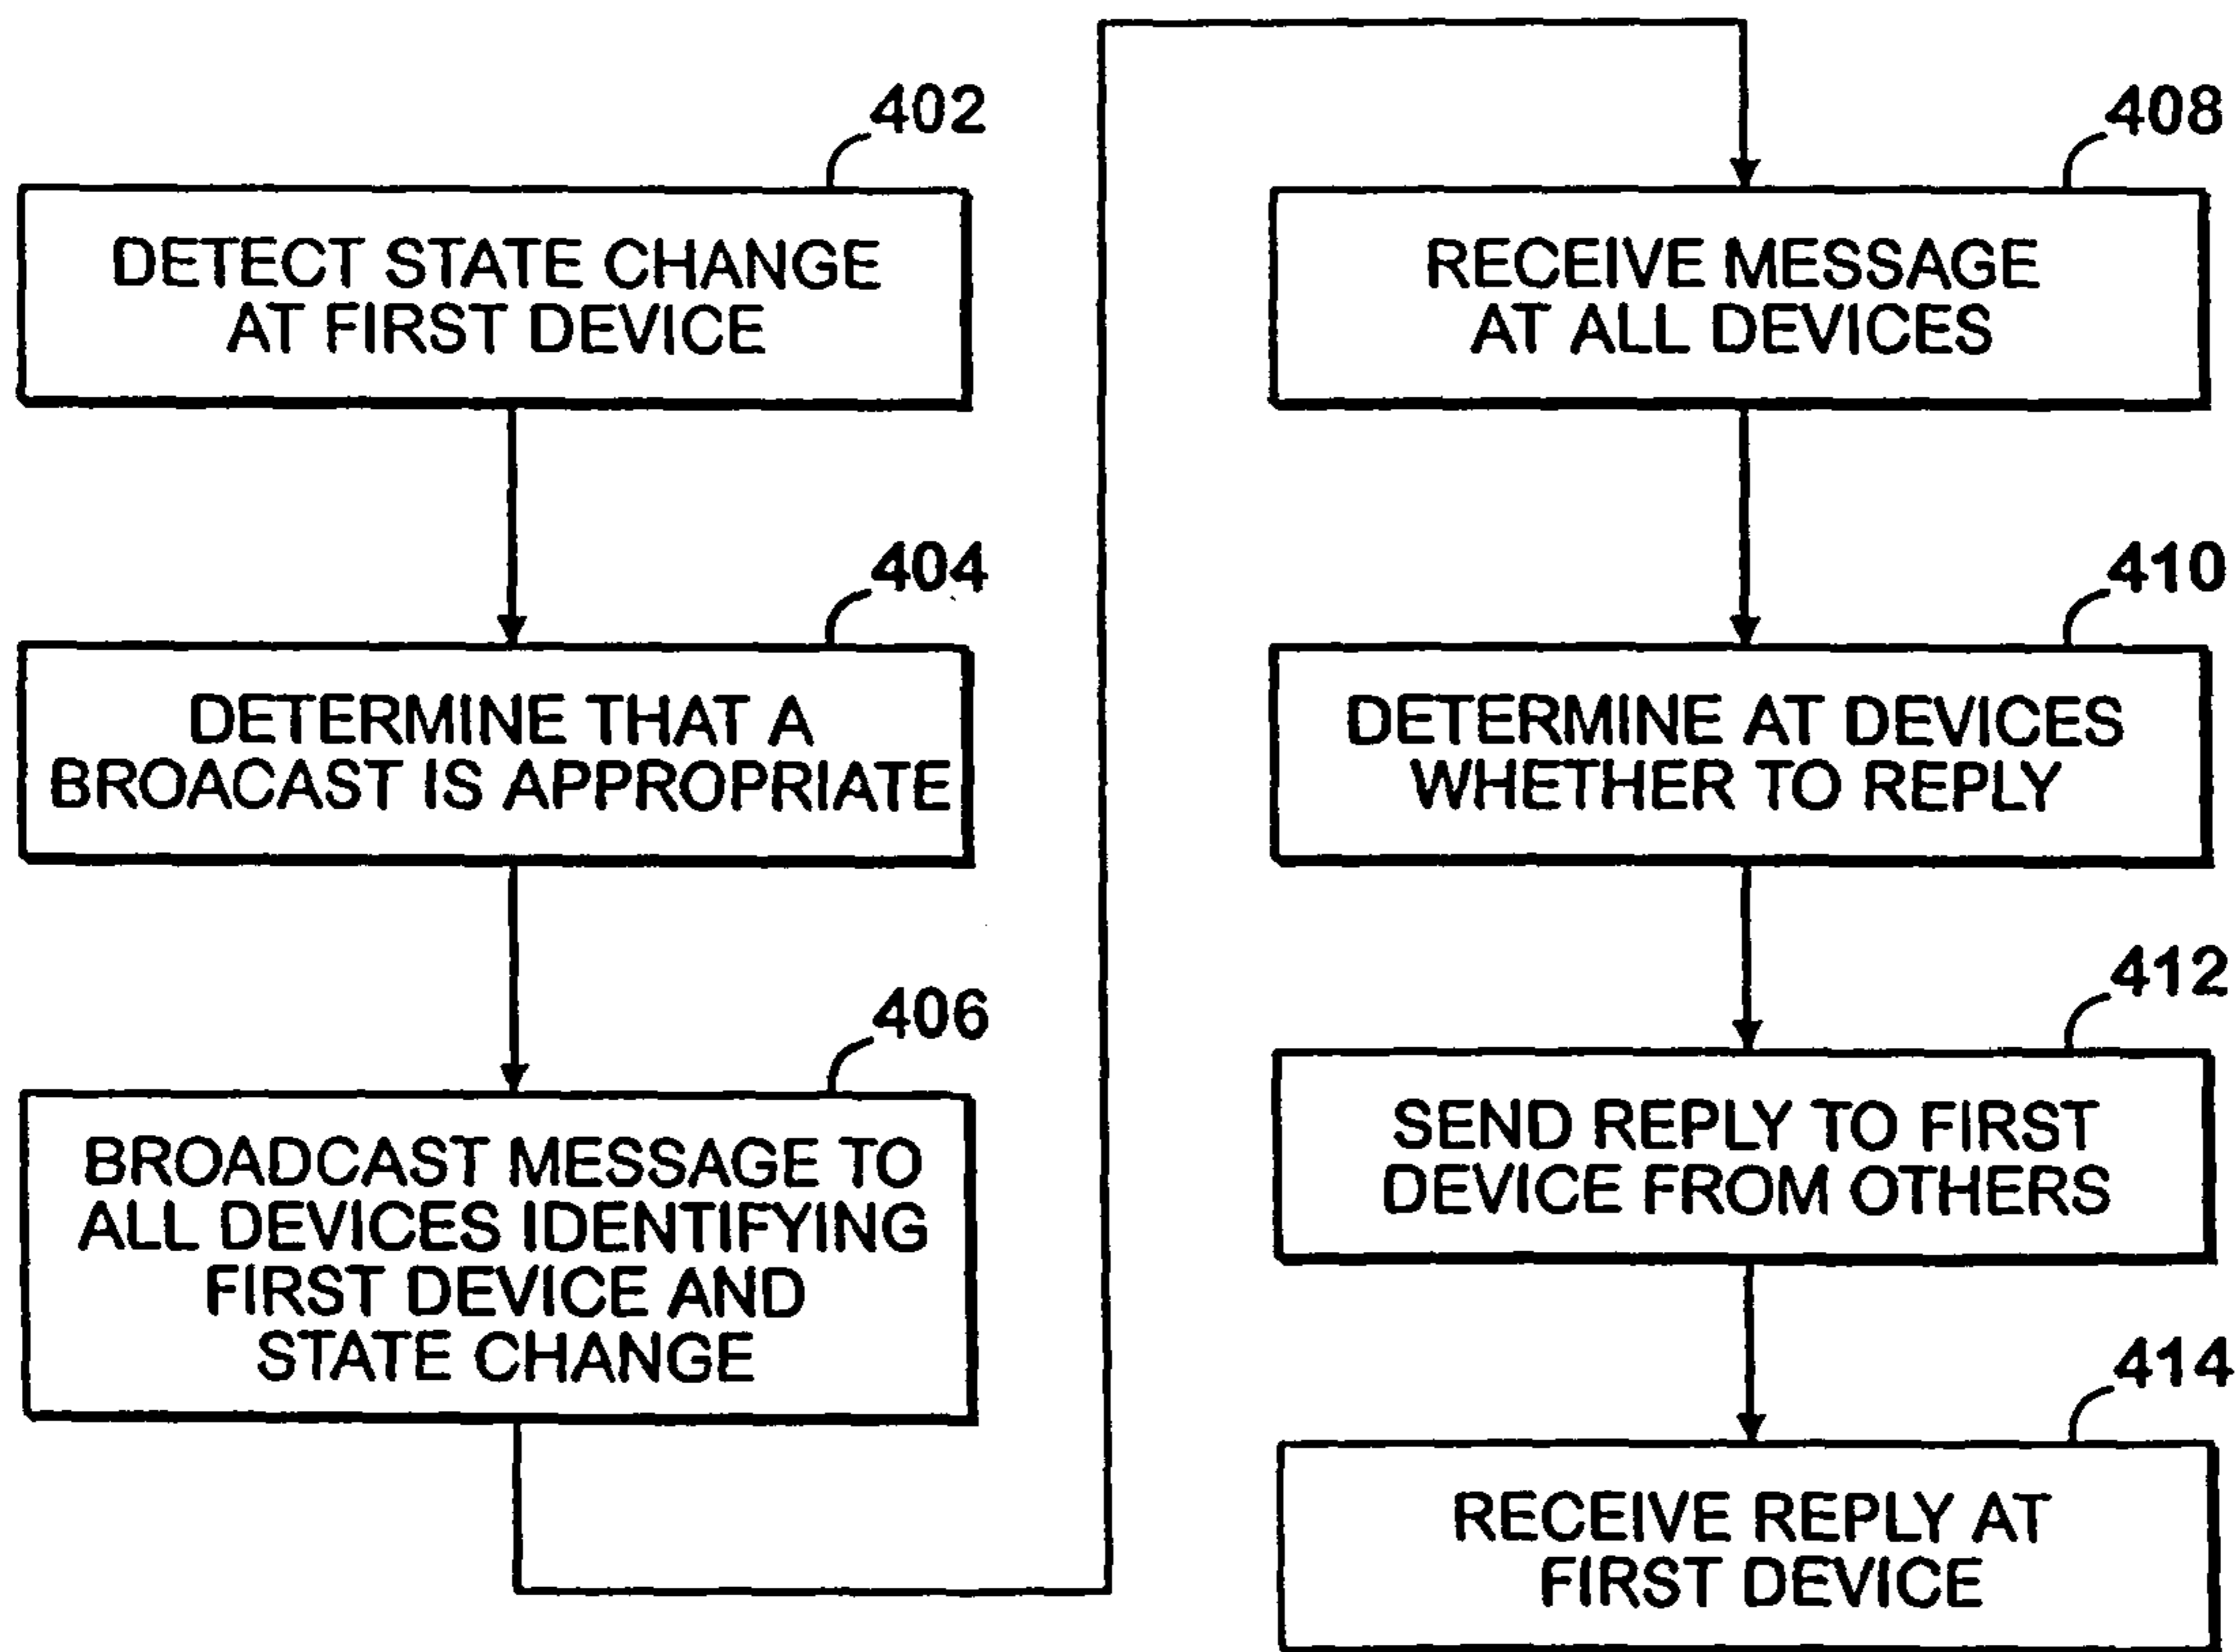 402
DETECT STATE CHANGE
AT FIRST DEVICE
404
DETERMINE THAT A
BROACAST IS APPROPRIATE
406
BROADCAST MESSAGE TO
ALL DEVICES IDENTIFYING
FIRST DEVICE AND
STATE CHANGE
408
RECEIVE MESSAGE
AT ALL DEVICES
410
DETERMINE AT DEVICES
WHETHER TO REPLY
412
SEND REPLY TO FIRST
DEVICE FROM OTHERS
414
RECEIVE REPLY AT
FIRST DEVICE